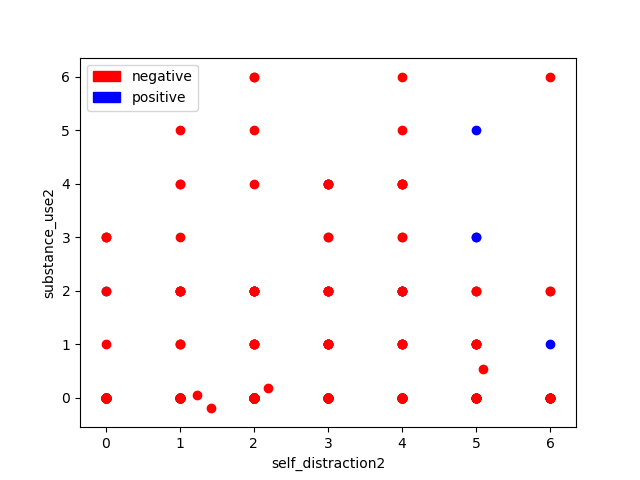 negative
positive
6
5
4
3
2
1
0
substance_use2
0 1 2 3 4 5 6
self_distraction2